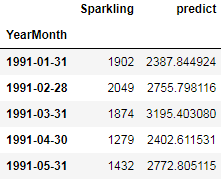 Sparkling predict
YearMonth
1991-01-31 1902 2387.844924
1991-02-28 2049 2755.798116
1991-03-31 1874 3195.403080
1991-04-30 1279 2402.611531
1991-05-31 1432 2772.805115